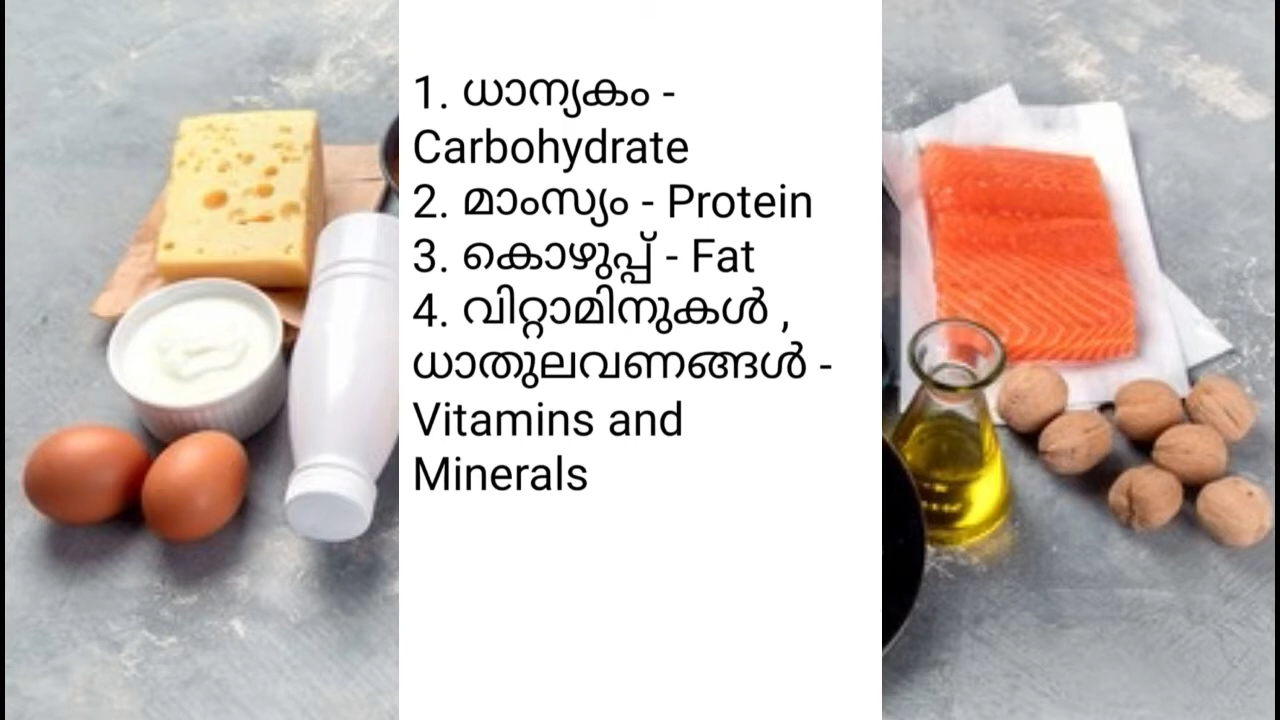 1. ധാന്യകം -
Carbohydrate
2. മാംസ്യം - Protein
3. കൊഴുപ്പ് - Fat
4. വിറ്റാമിനുകൾ ,
ധാതുലവണങ്ങൾ -
Vitamins and
Minerals